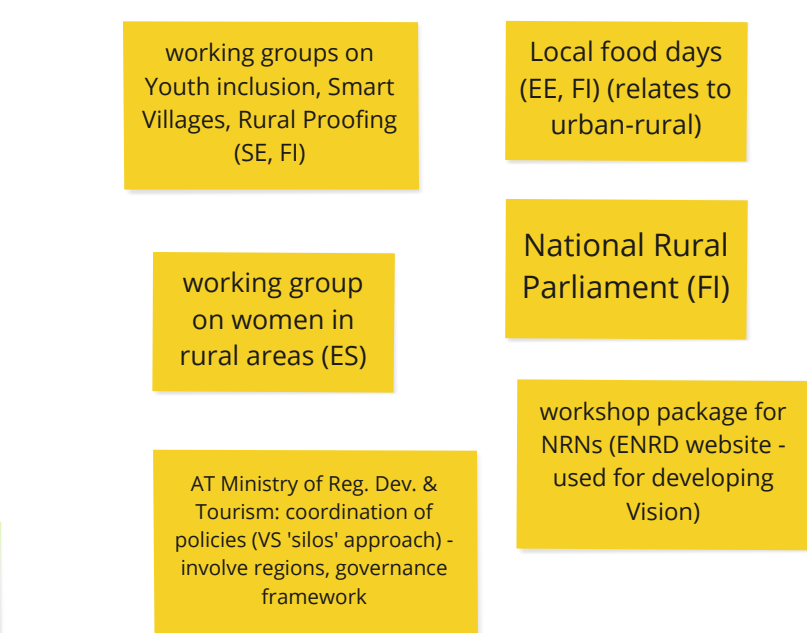 working groups on
Youth inclusion, Smart
Villages, Rural Proofing
(SE, FI)
Local food days
(EE, FI) (relates to
urban-rural)
working group
on women in
rural areas (ES)
National Rural
Parliament (FI)
AT Ministry of Reg. Dev. &
Tourism: coordination of
policies (VS 'silos' approach) -
involve regions, governance
framework
workshop package for
NRNs (ENRD website -
used for developing
Vision)